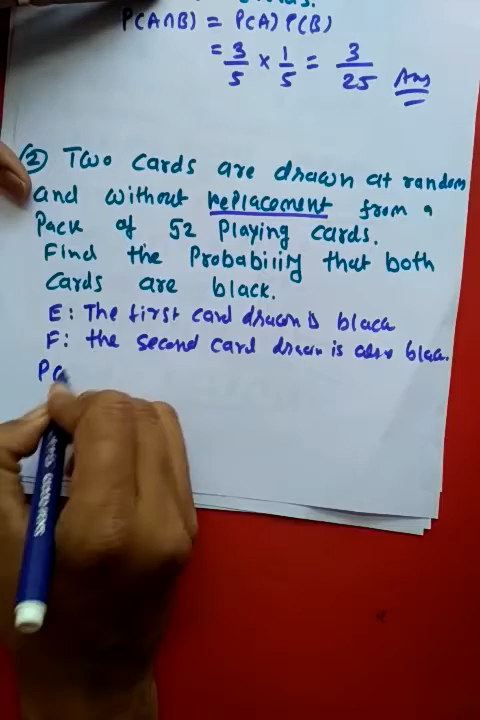 P(A∩B) = P(A) P(B)
= 3/5 × 1/5 = 3/25 Ans
② Two cards are drawn at random
and without replacement from a
Pack of 52 Playing cards.
Find the Probability that both
cards are black.
E: The first card drawn is black
F: the second card drawn is also black.
P(